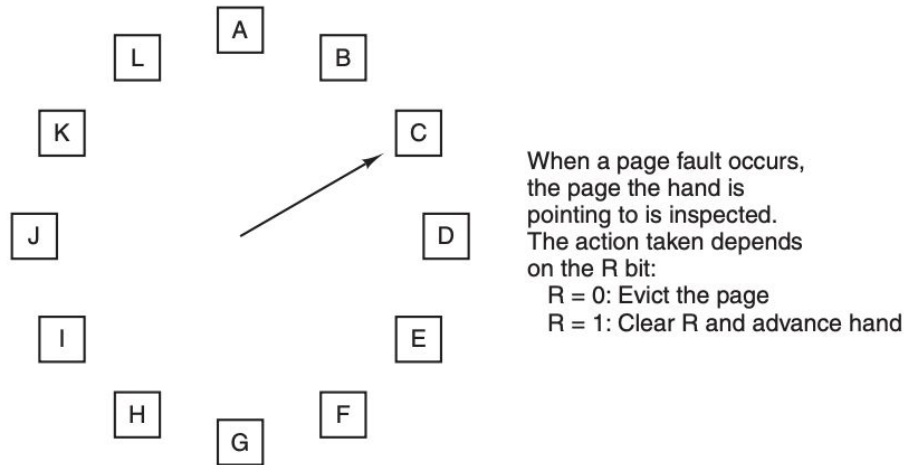 A
L
B
K
C
When a page fault occurs,
the page the hand is
pointing to is inspected.
The action taken depends
on the R bit:
R = 0: Evict the page
R = 1: Clear R and advance hand
J
D
I
E
H
F
G